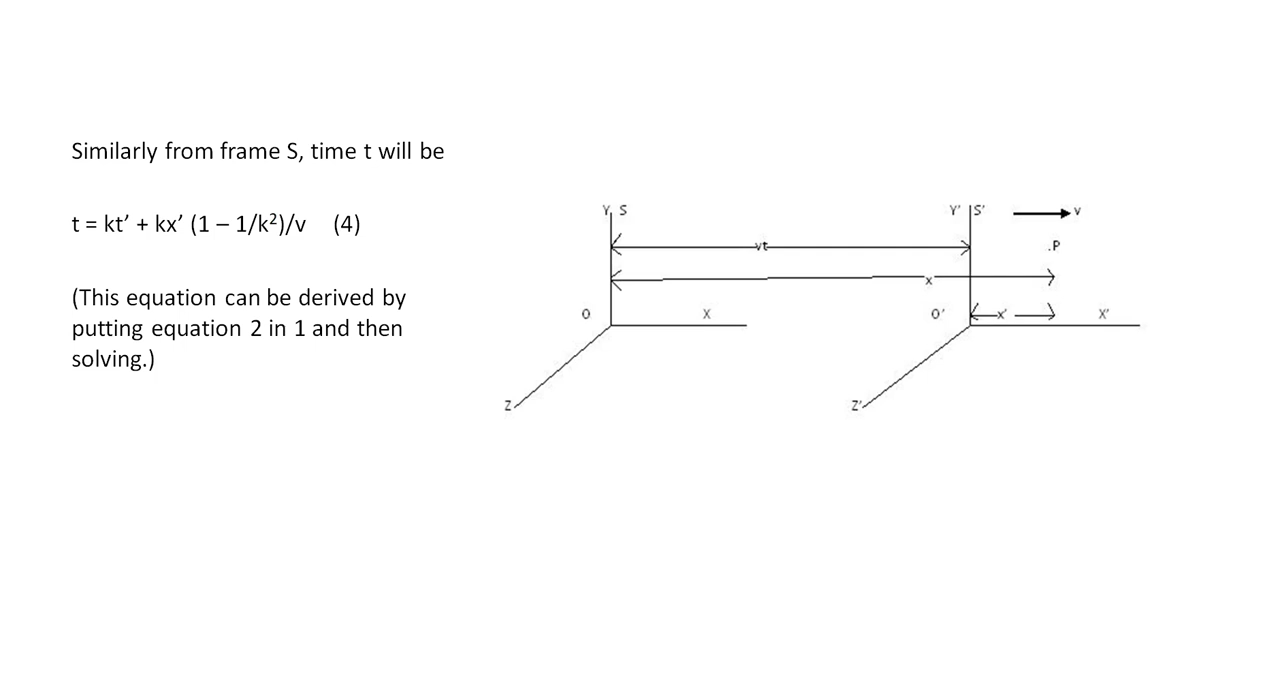 Similarly from frame S, time t will be
t = kt’ + kx’ (1 – 1/k²)/v (4)
(This equation can be derived by
putting equation 2 in 1 and then
solving.)
Y S Y' S' v
vt .P
x
O X O' x' X'
Z Z'